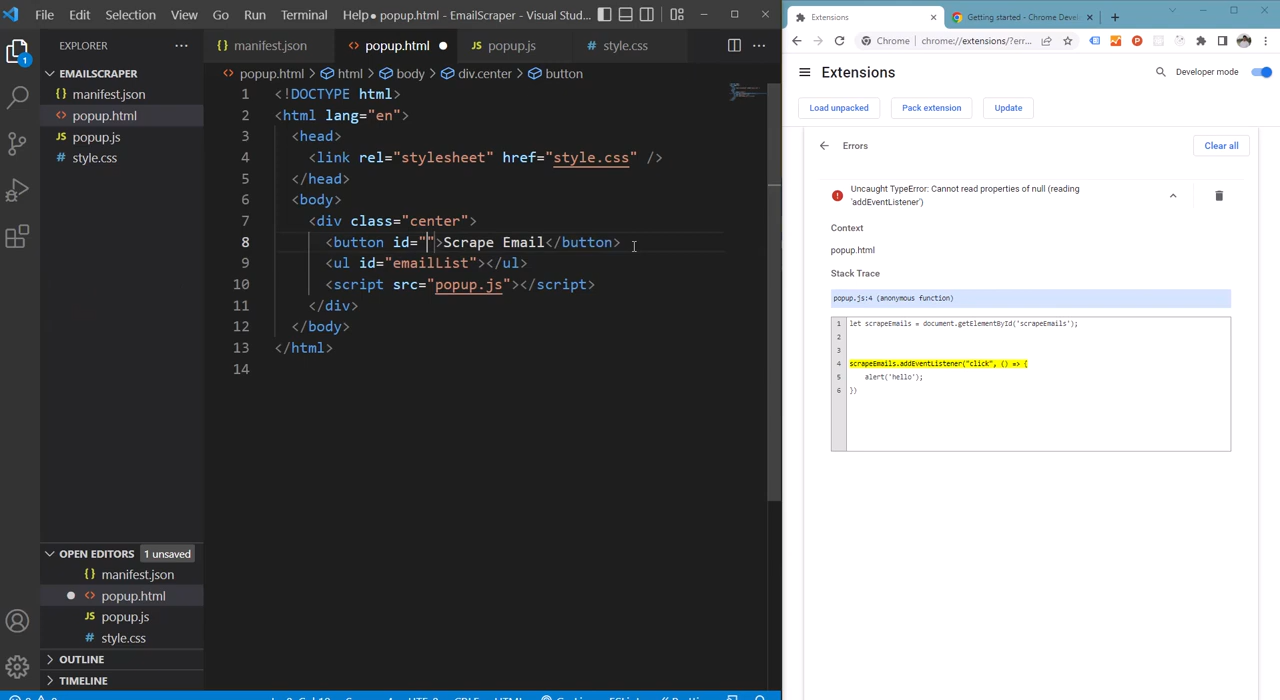 File Edit Selection View Go Run Terminal Help ● popup.html - EmailScraper - Visual Stud...
EXPLORER
1
EMAILSCRAPER
{} manifest.json
<> popup.html
JS popup.js
# style.css
OPEN EDITORS 1 unsaved
{} manifest.json
● <> popup.html
JS popup.js
# style.css
OUTLINE
TIMELINE
{} manifest.json
<> popup.html ●
JS popup.js
# style.css
<> popup.html > html > body > div.center > button
1 <!DOCTYPE html>
2 <html lang="en">
3 <head>
4 <link rel="stylesheet" href="style.css" />
5 </head>
6 <body>
7 <div class="center">
8 <button id="">Scrape Email</button>
9 <ul id="emailList"></ul>
10 <script src="popup.js"></script>
11 </div>
12 </body>
13 </html>
14
Extensions
Getting started - Chrome Devel
Chrome | chrome://extensions/?err...
Extensions
Developer mode
Load unpacked
Pack extension
Update
Errors
Clear all
Uncaught TypeError: Cannot read properties of null (reading
'addEventListener')
Context
popup.html
Stack Trace
popup.js:4 (anonymous function)
1 let scrapeEmails = document.getElementById('scrapeEmails');
2
3
4 scrapeEmails.addEventListener("click", () => {
5 alert('hello');
6 })